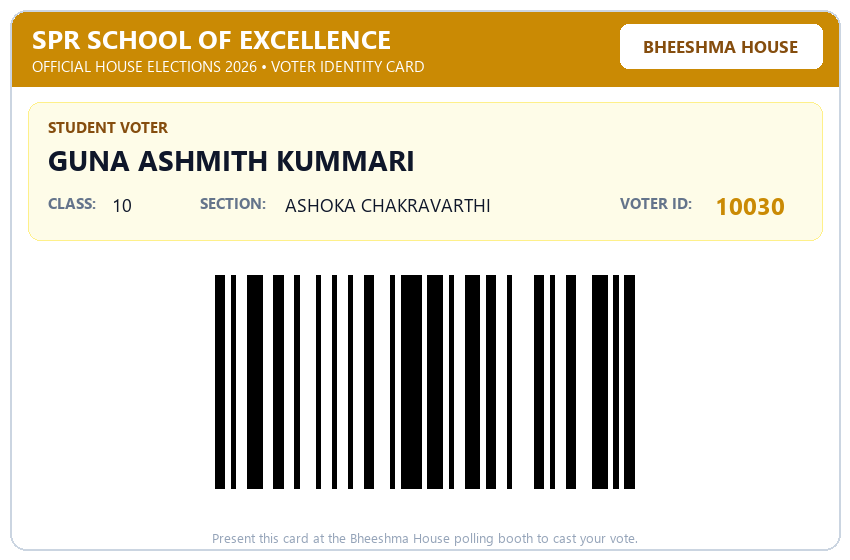 SPR SCHOOL OF EXCELLENCE
OFFICIAL HOUSE ELECTIONS 2026 • VOTER IDENTITY CARD
BHEESHMA HOUSE
STUDENT VOTER
GUNA ASHMITH KUMMARI
CLASS: 10 SECTION: ASHOKA CHAKRAVARTHI VOTER ID: 10030
Present this card at the Bheeshma House polling booth to cast your vote.